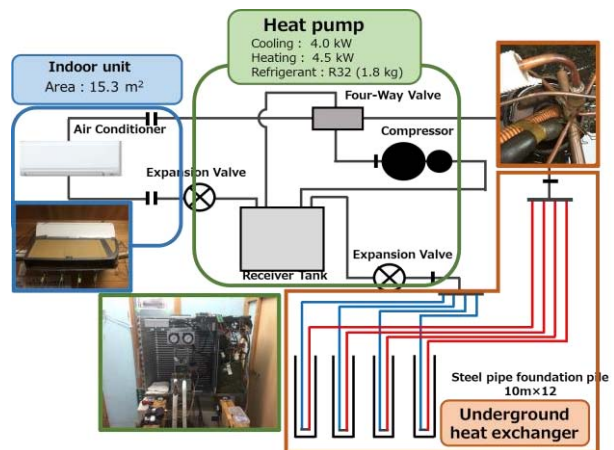 Heat pump
Cooling : 4.0 kW
Heating : 4.5 kW
Refrigerant : R32 (1.8 kg)
Indoor unit
Area : 15.3 m²
Four-Way Valve
Air Conditioner
Compressor
Expansion Valve
Receiver Tank
Expansion Valve
Steel pipe foundation pile
10m×12
Underground
heat exchanger